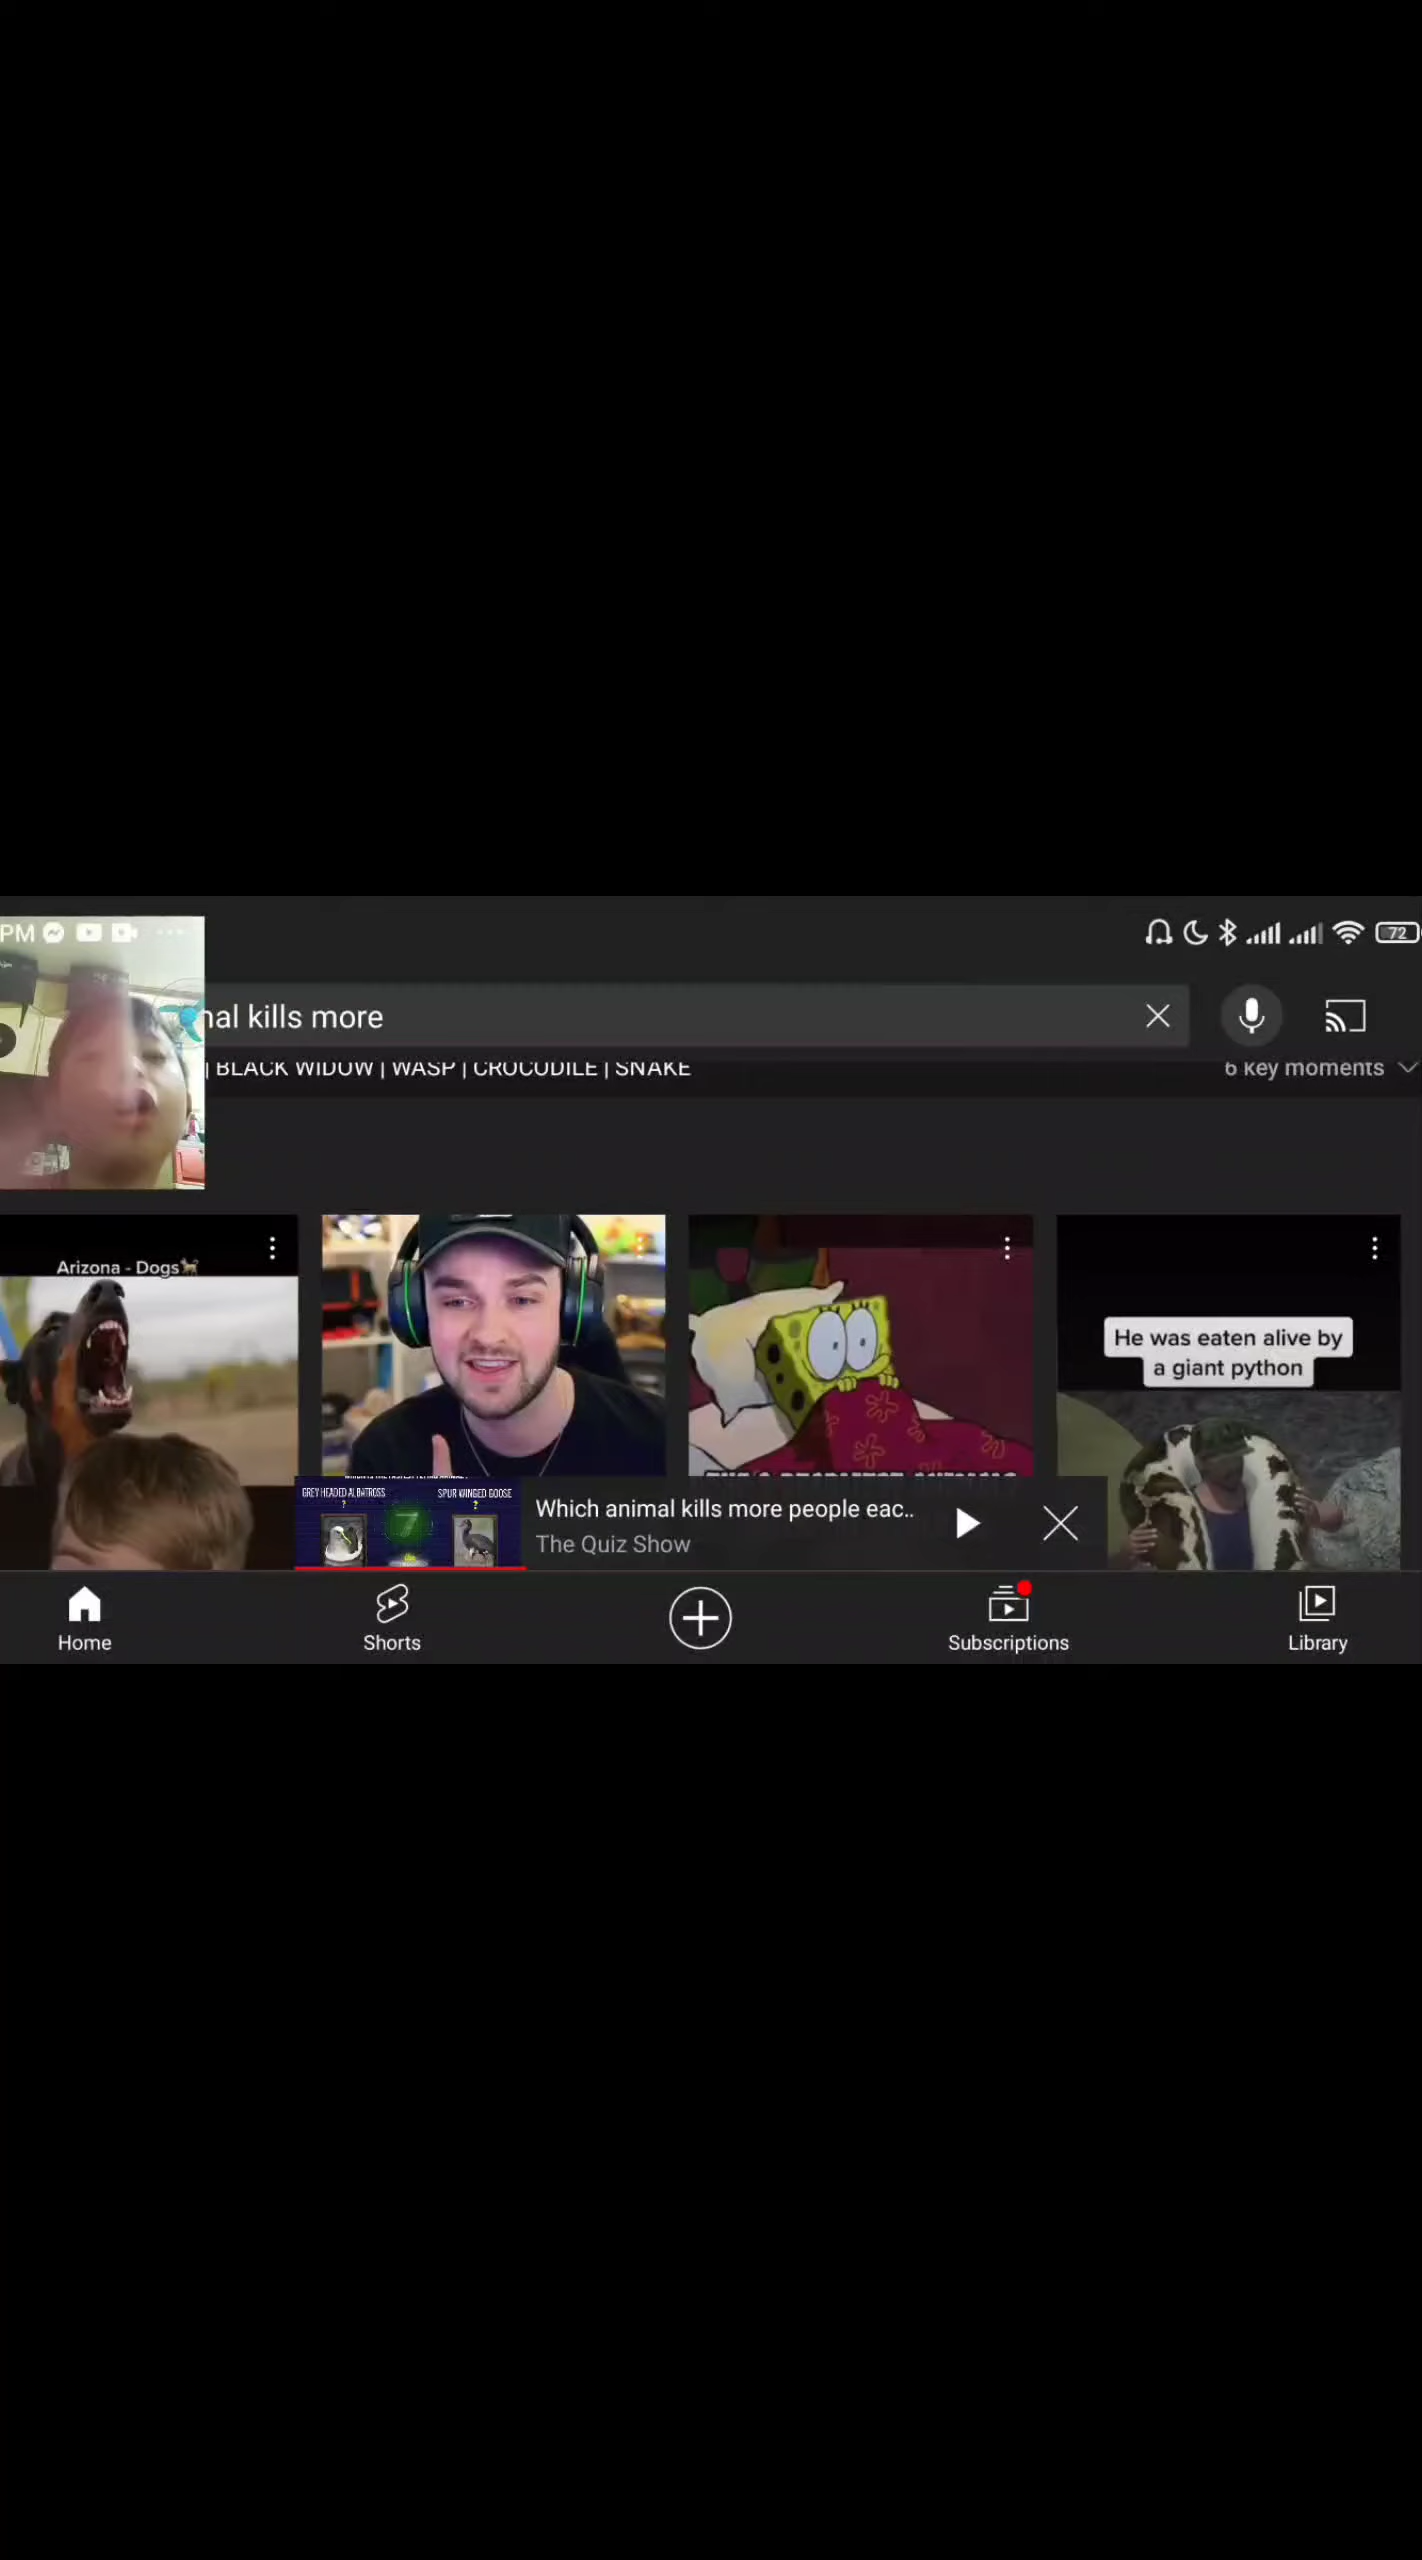 PM
72
nal kills more
| BLACK WIDOW | WASP | CROCODILE | SNAKE
6 key moments
Arizona - Dogs🐕
He was eaten alive by
a giant python
GREY HEADED ALBATROSS
?
SPUR WINGED GOOSE
?
7
Which animal kills more people eac..
The Quiz Show
Home
Shorts
Subscriptions
Library